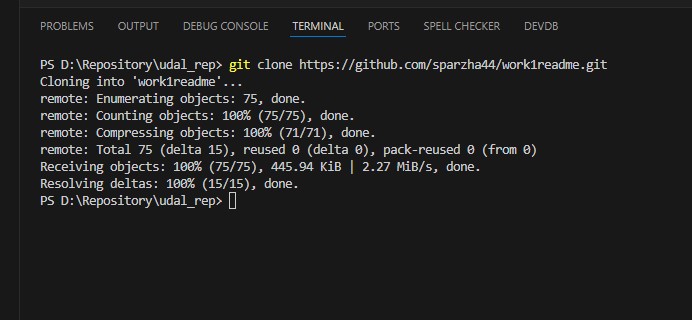 PROBLEMS OUTPUT DEBUG CONSOLE TERMINAL PORTS SPELL CHECKER DEVDB
PS D:\Repository\udal_rep> git clone https://github.com/sparzha44/work1readme.git
Cloning into 'work1readme'...
remote: Enumerating objects: 75, done.
remote: Counting objects: 100% (75/75), done.
remote: Compressing objects: 100% (71/71), done.
remote: Total 75 (delta 15), reused 0 (delta 0), pack-reused 0 (from 0)
Receiving objects: 100% (75/75), 445.94 KiB | 2.27 MiB/s, done.
Resolving deltas: 100% (15/15), done.
PS D:\Repository\udal_rep>